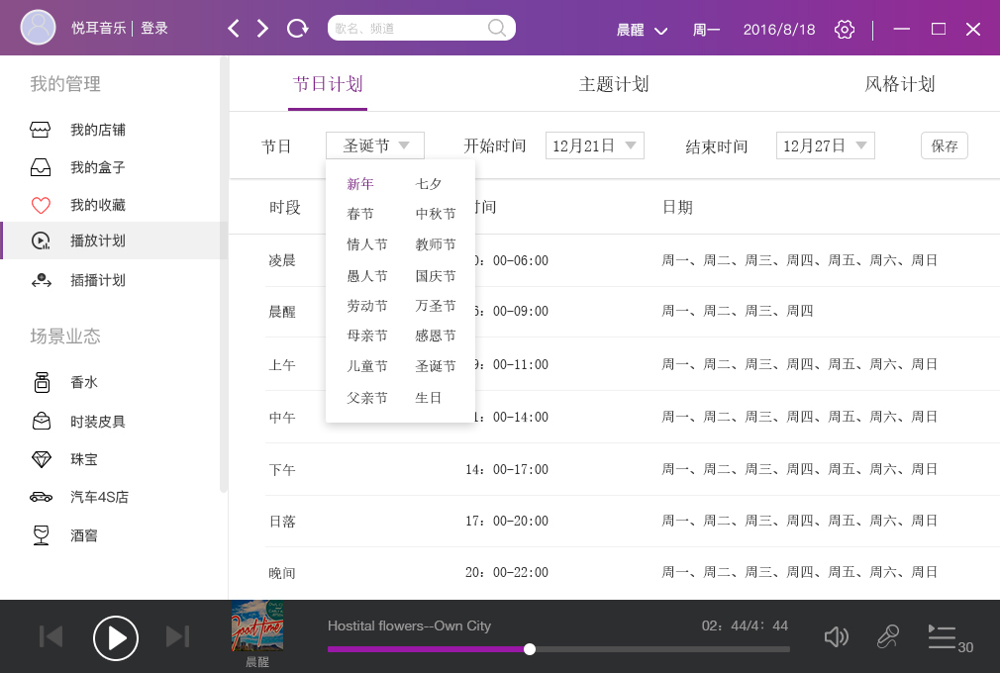 悦耳音乐 | 登录
歌名、频道
晨醒 周一 2016/8/18
我的管理
我的店铺
我的盒子
我的收藏
播放计划
插播计划
场景业态
香水
时装皮具
珠宝
汽车4S店
酒窖
节日计划 主题计划 风格计划
节日 圣诞节 开始时间 12月21日 结束时间 12月27日 保存
新年 七夕
春节 中秋节
情人节 教师节
愚人节 国庆节
劳动节 万圣节
母亲节 感恩节
儿童节 圣诞节
父亲节 生日
时段 时间 日期
凌晨 0：00-06:00 周一、周二、周三、周四、周五、周六、周日
晨醒 6：00-09:00 周一、周二、周三、周四
上午 9：00-11:00 周一、周二、周三、周四、周五、周六、周日
中午 1：00-14:00 周一、周二、周三、周四、周五、周六、周日
下午 14：00-17:00 周一、周二、周三、周四、周五、周六、周日
日落 17：00-20:00 周一、周二、周三、周四、周五、周六、周日
晚间 20：00-22:00 周一、周二、周三、周四、周五、周六、周日
Good Time
晨醒
Hostital flowers--Own City
02：44/4：44
30